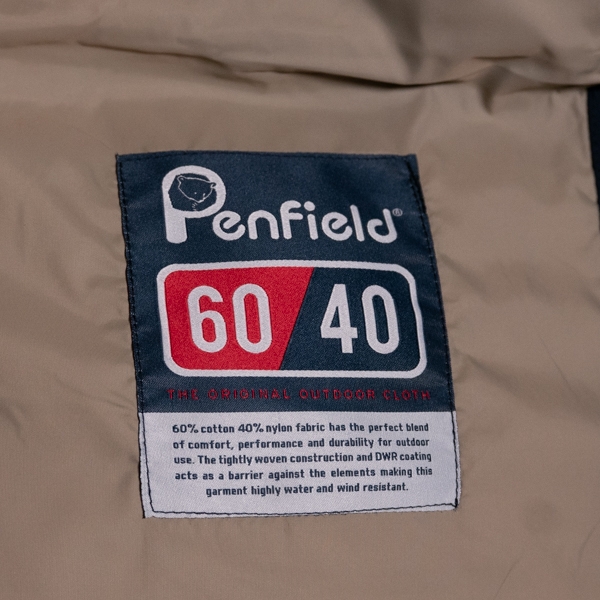 Penfield®
60 40
THE ORIGINAL OUTDOOR CLOTH
60% cotton 40% nylon fabric has the perfect blend
of comfort, performance and durability for outdoor
use. The tightly woven construction and DWR coating
acts as a barrier against the elements making this
garment highly water and wind resistant.